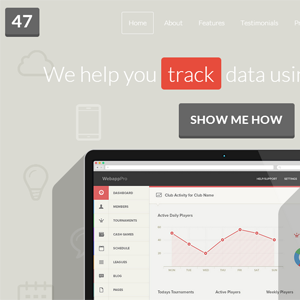 47
Home About Features Testimonials
We help you track data usin
SHOW ME HOW
WebappPro
DASHBOARD
Club Activity for Club Name
MEMBERS
TOURNAMENTS
Active Daily Players
CASH GAMES
SCHEDULE
LEAGUES
BLOG
PAGES
Todays Tournaments
Active Players
Weekly Players